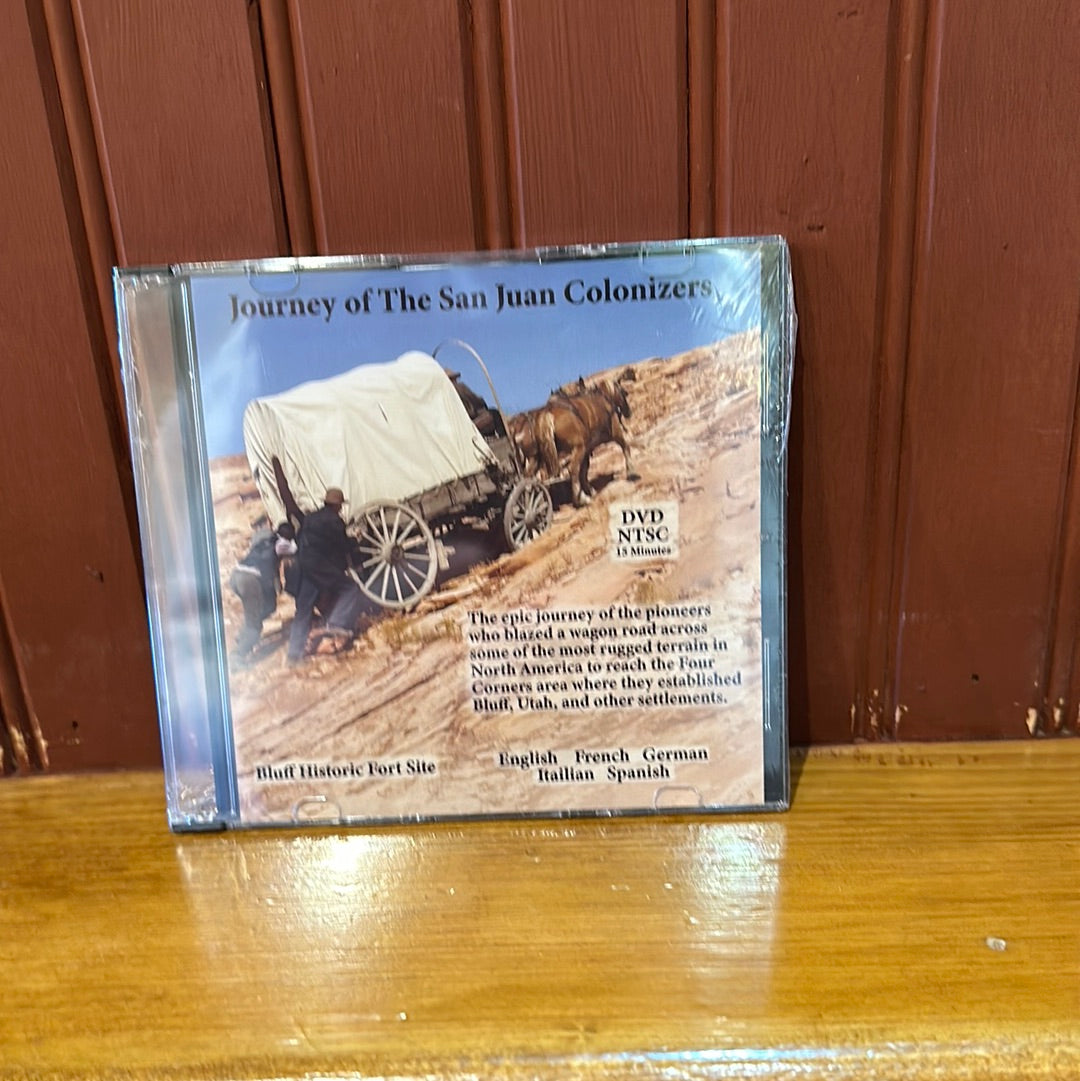 Journey of The San Juan Colonizers
DVD
NTSC
15 Minutes
The epic journey of the pioneers
who blazed a wagon road across
some of the most rugged terrain in
North America to reach the Four
Corners area where they established
Bluff, Utah, and other settlements.
Bluff Historic Fort Site
English French German
Itailian Spanish